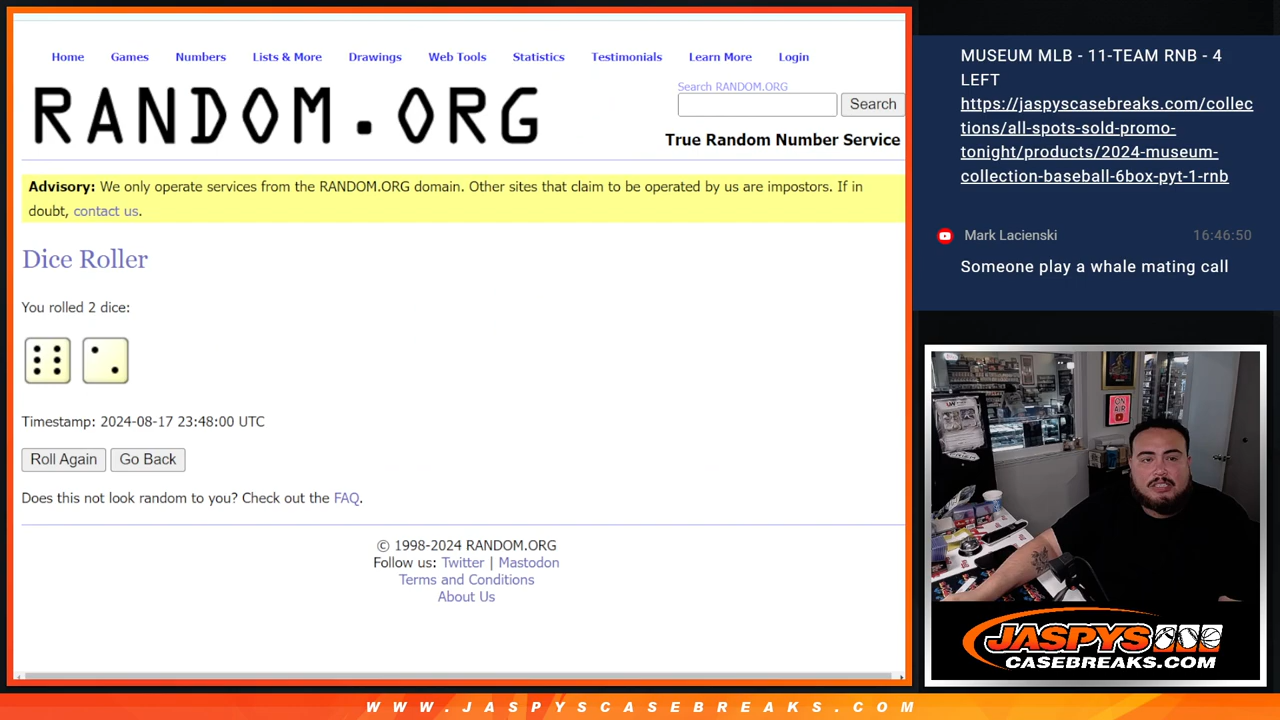 Home Games Numbers Lists & More Drawings Web Tools Statistics Testimonials Learn More Login
RANDOM.ORG
Search RANDOM.ORG
Search
True Random Number Service
Advisory: We only operate services from the RANDOM.ORG domain. Other sites that claim to be operated by us are impostors. If in
doubt, contact us.
Dice Roller
You rolled 2 dice:
Timestamp: 2024-08-17 23:48:00 UTC
Roll Again Go Back
Does this not look random to you? Check out the FAQ.
© 1998-2024 RANDOM.ORG
Follow us: Twitter | Mastodon
Terms and Conditions
About Us
MUSEUM MLB - 11-TEAM RNB - 4
LEFT
https://jaspyscasebreaks.com/collec
tions/all-spots-sold-promo-
tonight/products/2024-museum-
collection-baseball-6box-pyt-1-rnb
Mark Lacienski 16:46:50
Someone play a whale mating call
ON
AIR
JASPYS
CASEBREAKS.COM
WWW.JASPYSCASEBREAKS.COM